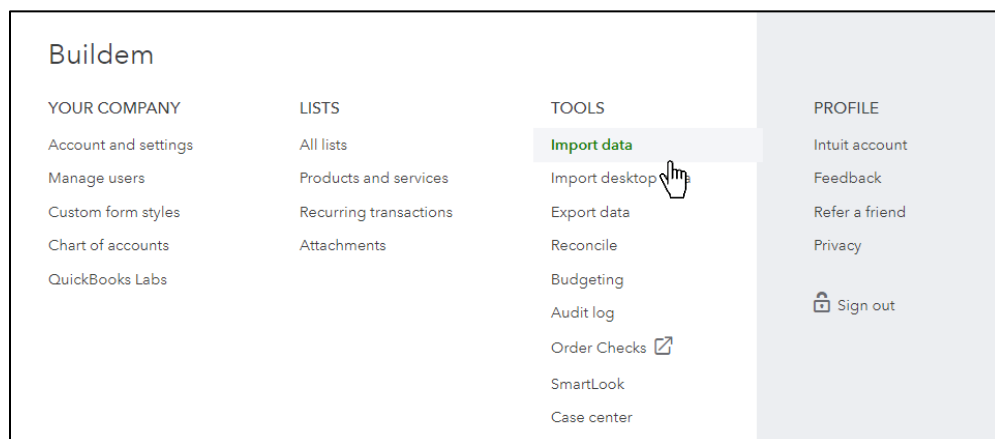 Buildem
YOUR COMPANY
Account and settings
Manage users
Custom form styles
Chart of accounts
QuickBooks Labs
LISTS
All lists
Products and services
Recurring transactions
Attachments
TOOLS
Import data
Import desktop
Export data
Reconcile
Budgeting
Audit log
Order Checks
SmartLook
Case center
PROFILE
Intuit account
Feedback
Refer a friend
Privacy
Sign out